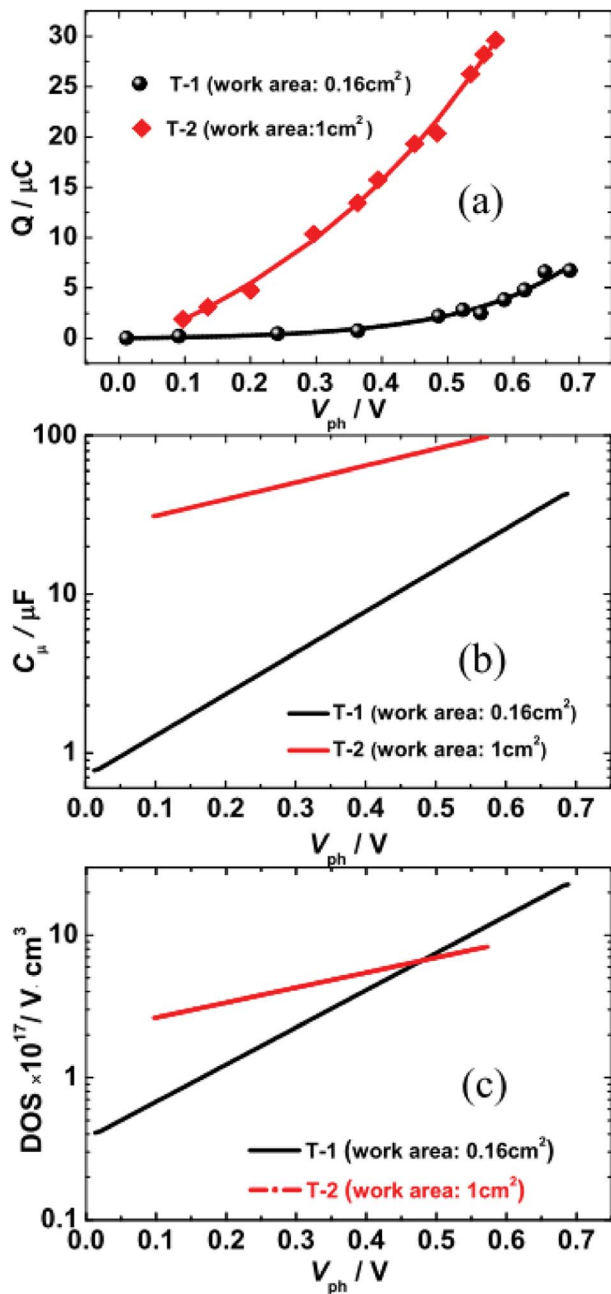 30
25
20
15
10
5
0
Q / μC
T-1 (work area: 0.16cm²)
T-2 (work area:1cm²)
(a)
0.0 0.1 0.2 0.3 0.4 0.5 0.6 0.7
V_ph / V
100
10
1
C_μ / μF
(b)
T-1 (work area: 0.16cm²)
T-2 (work area: 1cm²)
0.0 0.1 0.2 0.3 0.4 0.5 0.6 0.7
V_ph / V
10
1
0.1
DOS ×10¹⁷/ V· cm³
(c)
T-1 (work area: 0.16cm²)
T-2 (work area: 1cm²)
0.0 0.1 0.2 0.3 0.4 0.5 0.6 0.7
V_ph / V